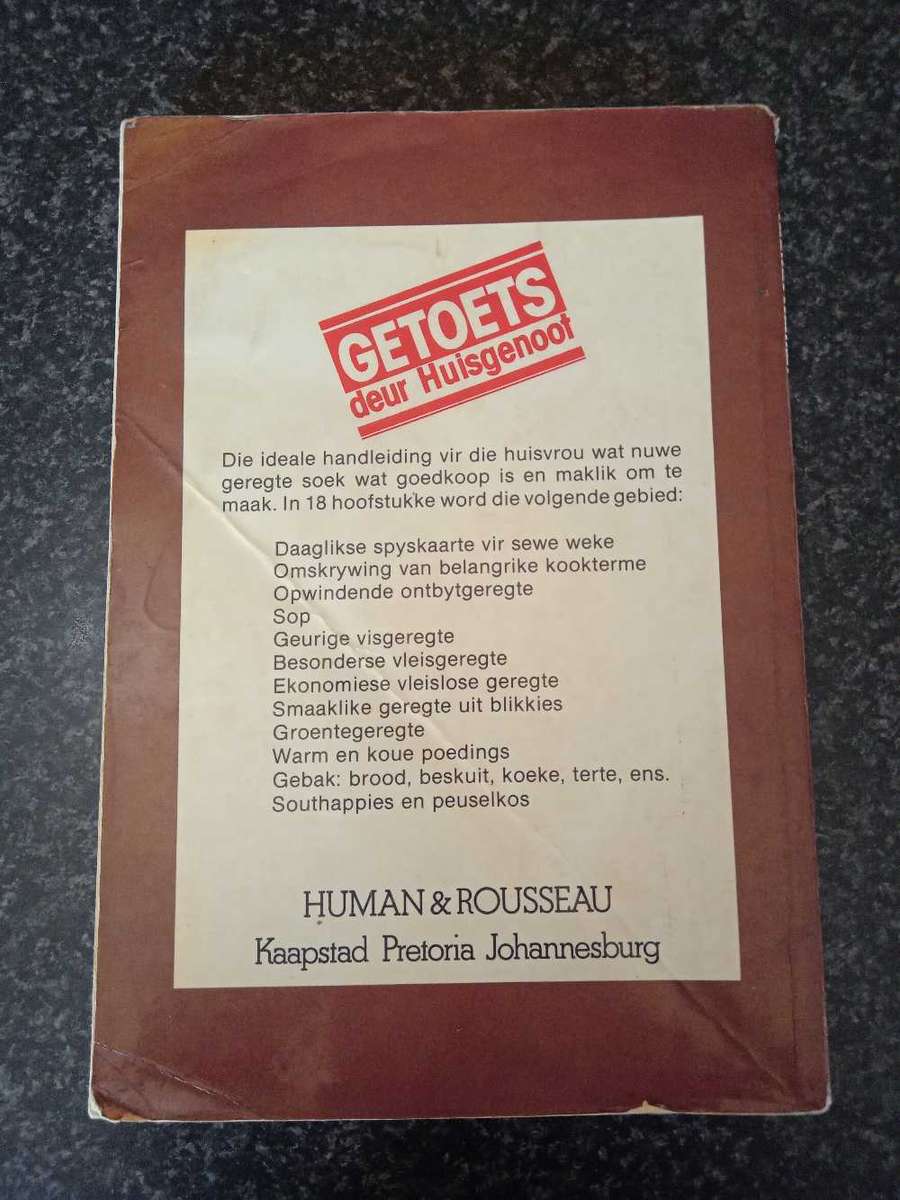 GETOETS
deur Huisgenoot
Die ideale handleiding vir die huisvrou wat nuwe
geregte soek wat goedkoop is en maklik om te
maak. In 18 hoofstukke word die volgende gebied:
Daaglikse spyskaarte vir sewe weke
Omskrywing van belangrike kookterme
Opwindende ontbytgeregte
Sop
Geurige visgeregte
Besonderse vleisgeregte
Ekonomiese vleislose geregte
Smaaklike geregte uit blikkies
Groentegeregte
Warm en koue poedings
Gebak: brood, beskuit, koeke, terte, ens.
Southappies en peuselkos
HUMAN & ROUSSEAU
Kaapstad Pretoria Johannesburg